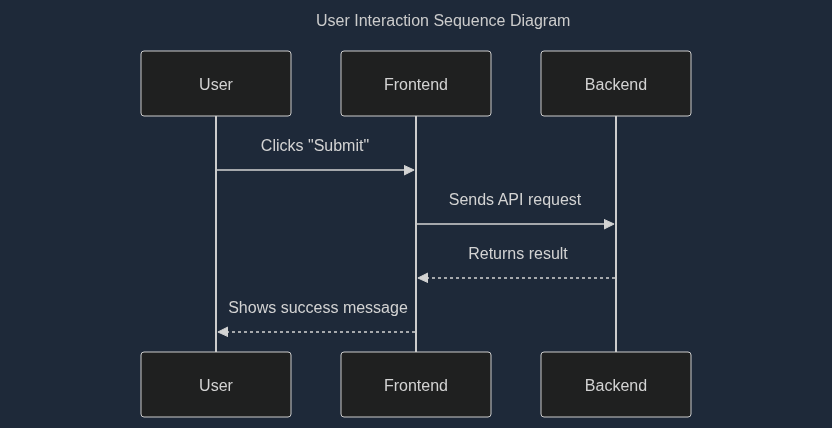 User Interaction Sequence Diagram
User
Frontend
Backend
Clicks "Submit"
Sends API request
Returns result
Shows success message
User
Frontend
Backend